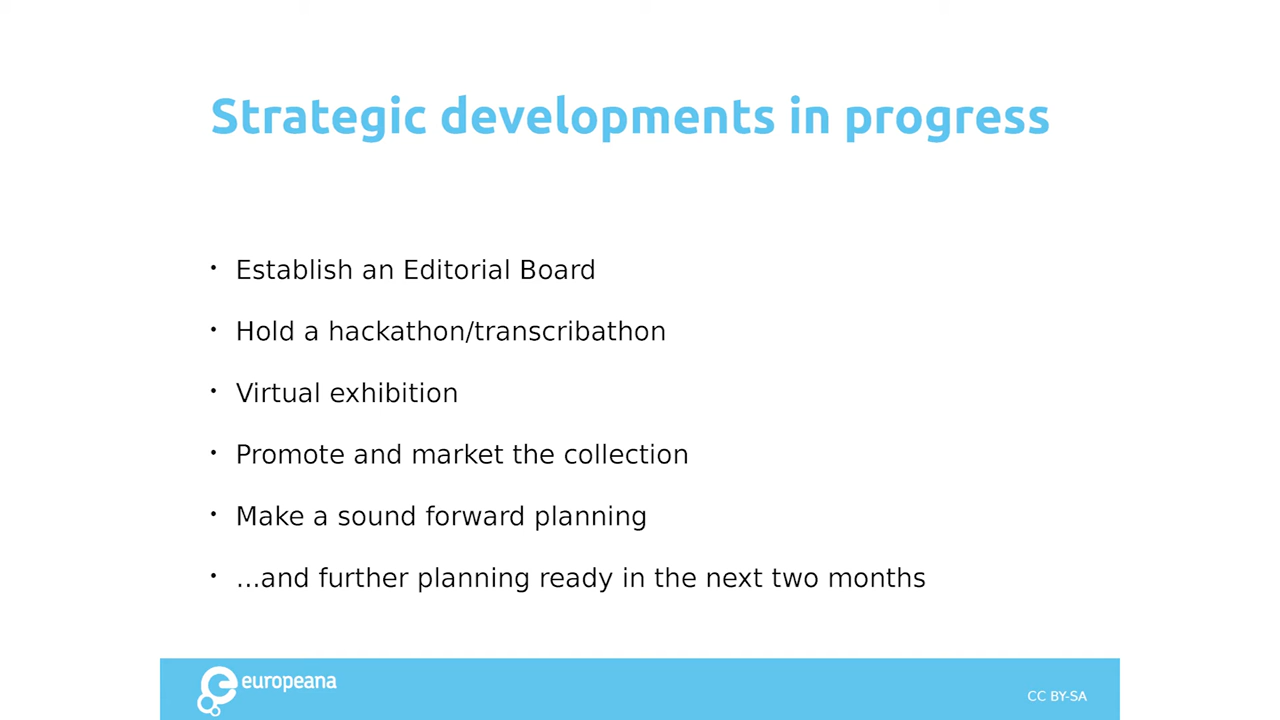 Strategic developments in progress
• Establish an Editorial Board
• Hold a hackathon/transcribathon
• Virtual exhibition
• Promote and market the collection
• Make a sound forward planning
• ...and further planning ready in the next two months
europeana
CC BY-SA